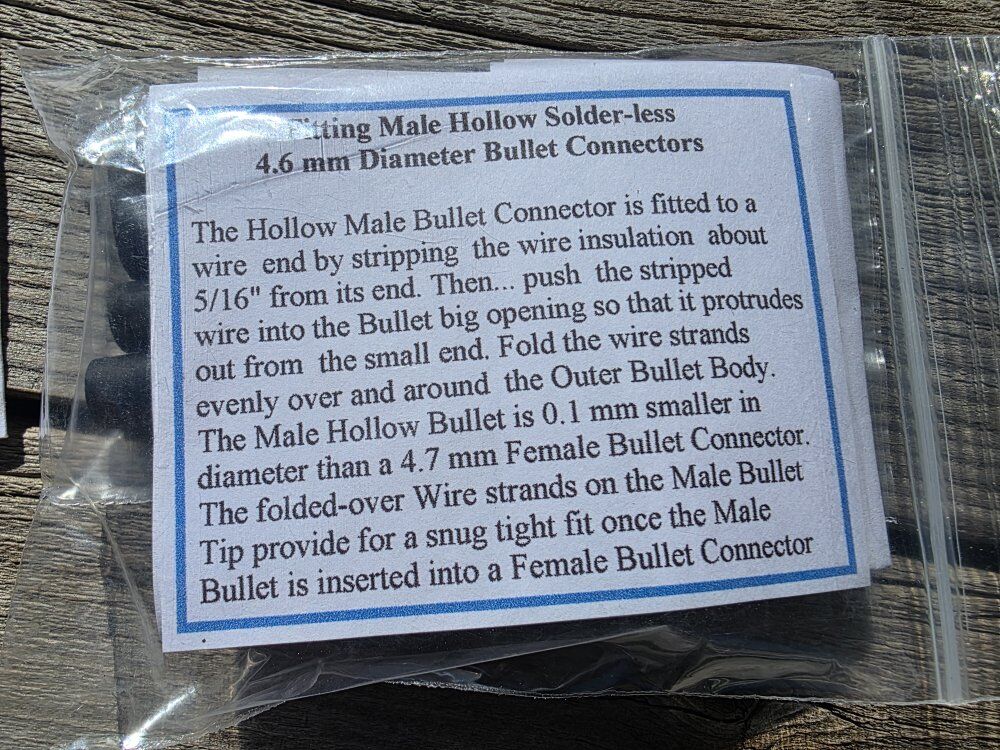 Fitting Male Hollow Solder-less
4.6 mm Diameter Bullet Connectors
The Hollow Male Bullet Connector is fitted to a
wire end by stripping the wire insulation about
5/16" from its end. Then... push the stripped
wire into the Bullet big opening so that it protrudes
out from the small end. Fold the wire strands
evenly over and around the Outer Bullet Body.
The Male Hollow Bullet is 0.1 mm smaller in
diameter than a 4.7 mm Female Bullet Connector.
The folded-over Wire strands on the Male Bullet
Tip provide for a snug tight fit once the Male
Bullet is inserted into a Female Bullet Connector